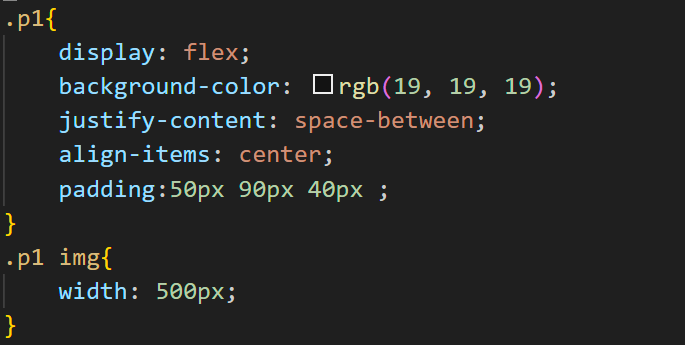 .p1{
    display: flex;
    background-color: rgb(19, 19, 19);
    justify-content: space-between;
    align-items: center;
    padding:50px 90px 40px ;
}
.p1 img{
    width: 500px;
}